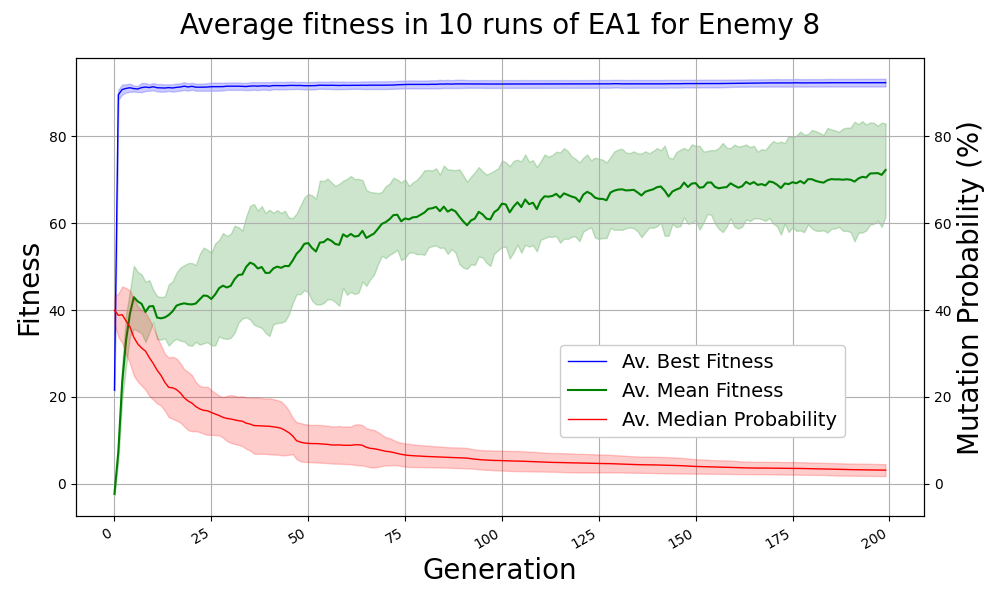 Average fitness in 10 runs of EA1 for Enemy 8
Fitness
80
60
40
20
0
80
60
40
20
0
Mutation Probability (%)
Av. Best Fitness
Av. Mean Fitness
Av. Median Probability
0 25 50 75 100 125 150 175 200
Generation